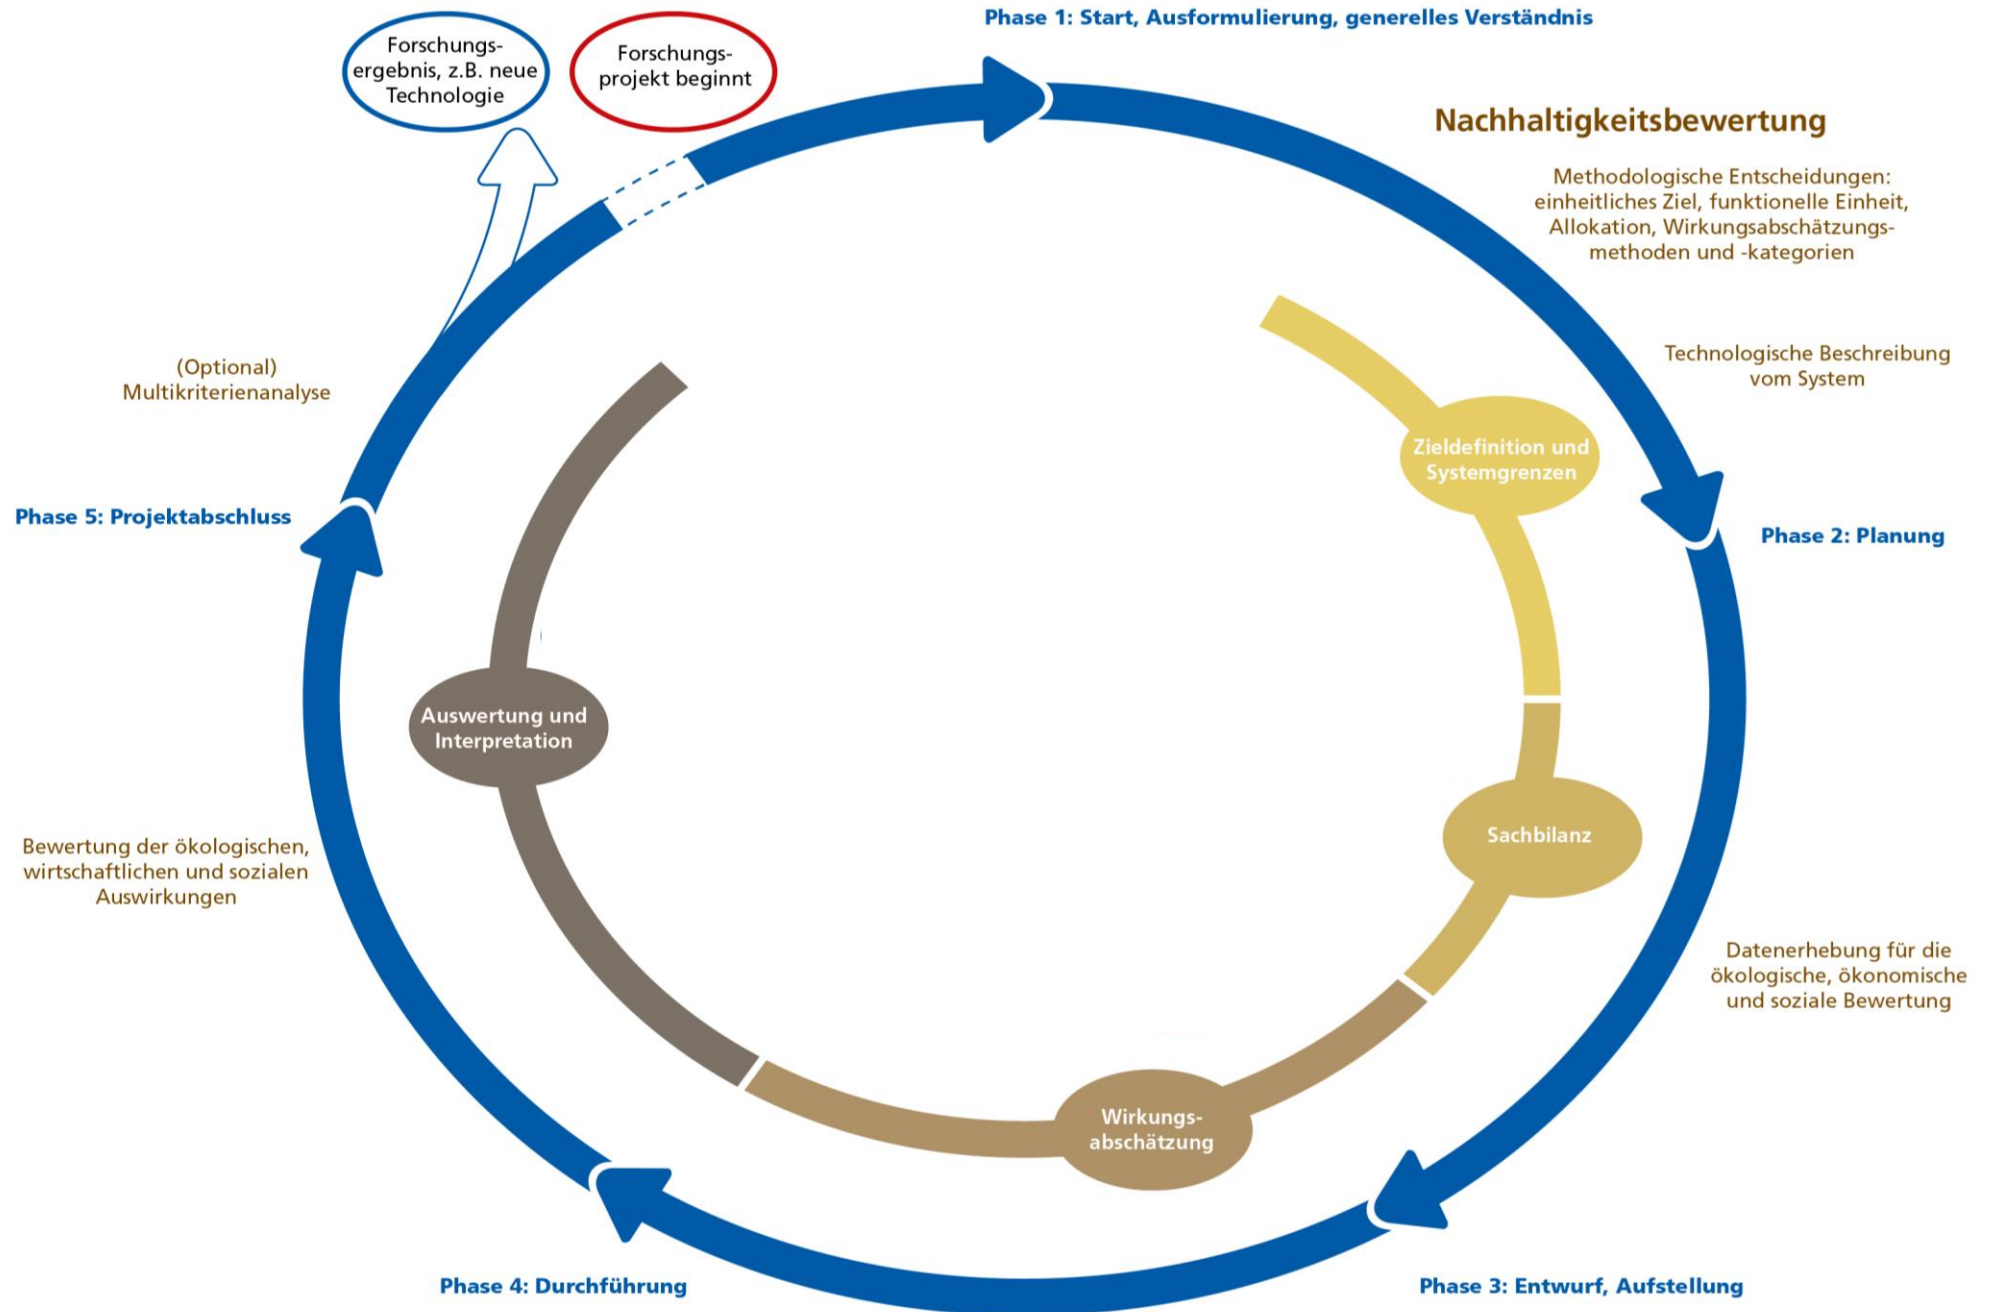 Forschungs-
ergebnis, z.B. neue
Technologie
Forschungs-
projekt beginnt
Phase 1: Start, Ausformulierung, generelles Verständnis
Nachhaltigkeitsbewertung
Methodologische Entscheidungen:
einheitliches Ziel, funktionelle Einheit,
Allokation, Wirkungsabschätzungs-
methoden und -kategorien
Technologische Beschreibung
vom System
(Optional)
Multikriterienanalyse
Zieldefinition und
Systemgrenzen
Phase 5: Projektabschluss
Phase 2: Planung
Auswertung und
Interpretation
Sachbilanz
Bewertung der ökologischen,
wirtschaftlichen und sozialen
Auswirkungen
Datenerhebung für die
ökologische, ökonomische
und soziale Bewertung
Wirkungs-
abschätzung
Phase 4: Durchführung
Phase 3: Entwurf, Aufstellung